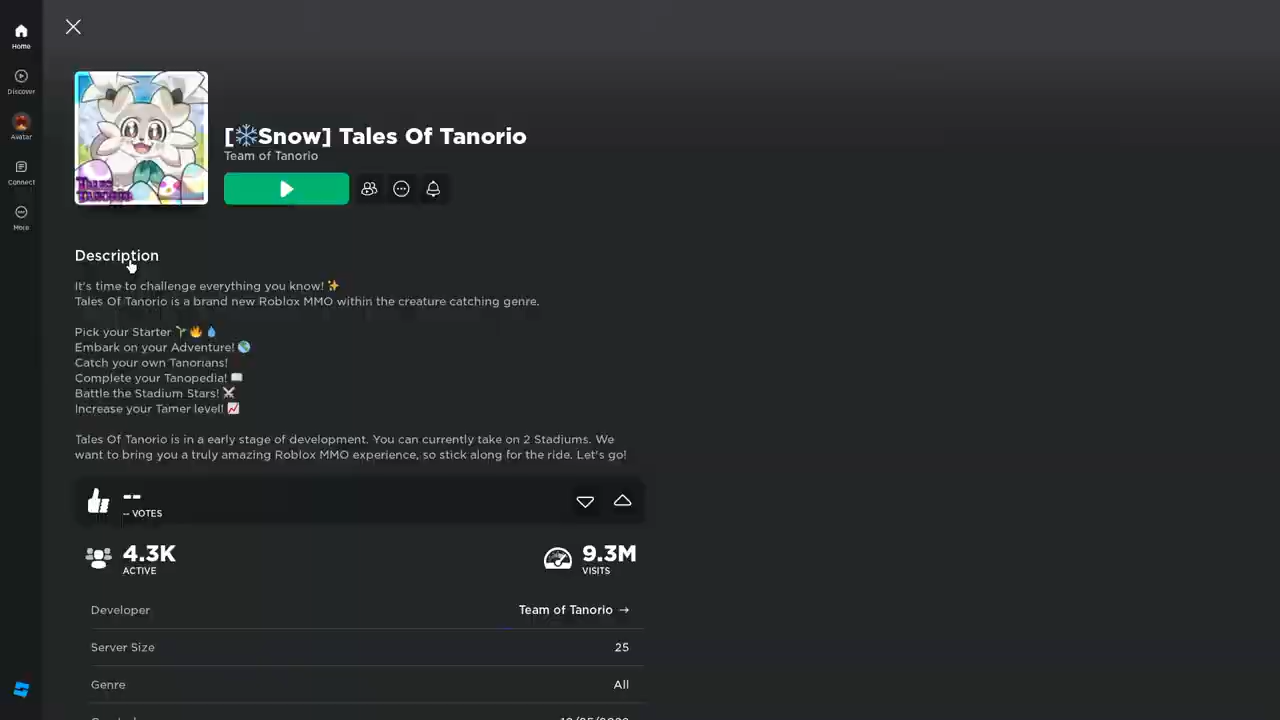 Home
Discover
Avatar
Connect
More
[❄️Snow] Tales Of Tanorio
Team of Tanorio
Description
It's time to challenge everything you know! ✨
Tales Of Tanorio is a brand new Roblox MMO within the creature catching genre.
Pick your Starter 🌱🔥💧
Embark on your Adventure! 🌎
Catch your own Tanorians!
Complete your Tanopedia! 📖
Battle the Stadium Stars! ⚔️
Increase your Tamer level! 📈
Tales Of Tanorio is in a early stage of development. You can currently take on 2 Stadiums. We
want to bring you a truly amazing Roblox MMO experience, so stick along for the ride. Let's go!
--
-- VOTES
4.3K
ACTIVE
9.3M
VISITS
Developer
Team of Tanorio →
Server Size
25
Genre
All